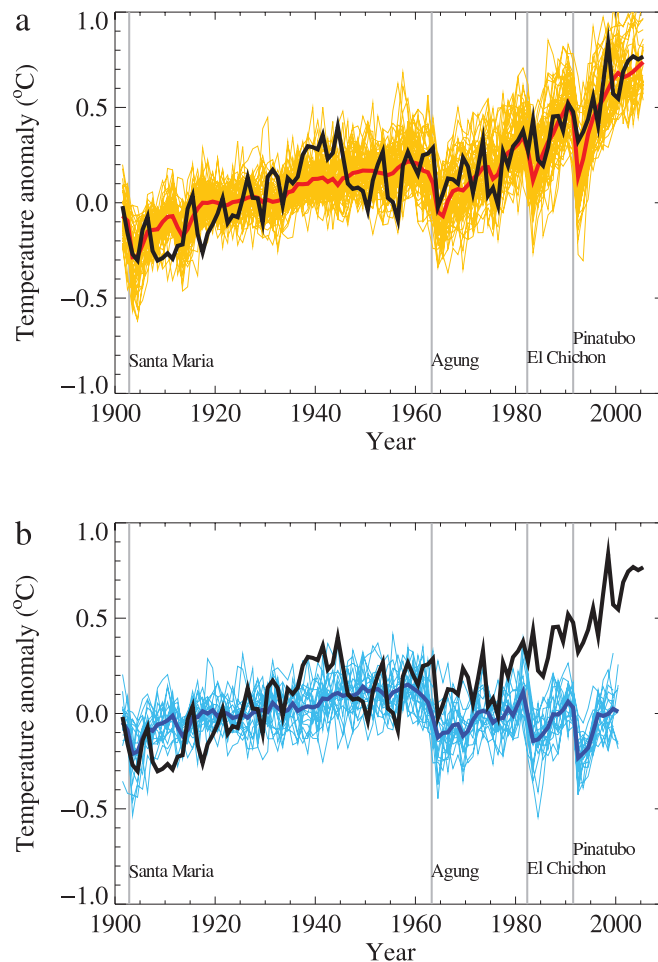 a
Temperature anomaly (°C)
1.0
0.5
0.0
−0.5
−1.0
Santa Maria
Agung
El Chichon
Pinatubo
1900 1920 1940 1960 1980 2000
Year
b
Temperature anomaly (°C)
1.0
0.5
0.0
−0.5
−1.0
Santa Maria
Agung
El Chichon
Pinatubo
1900 1920 1940 1960 1980 2000
Year